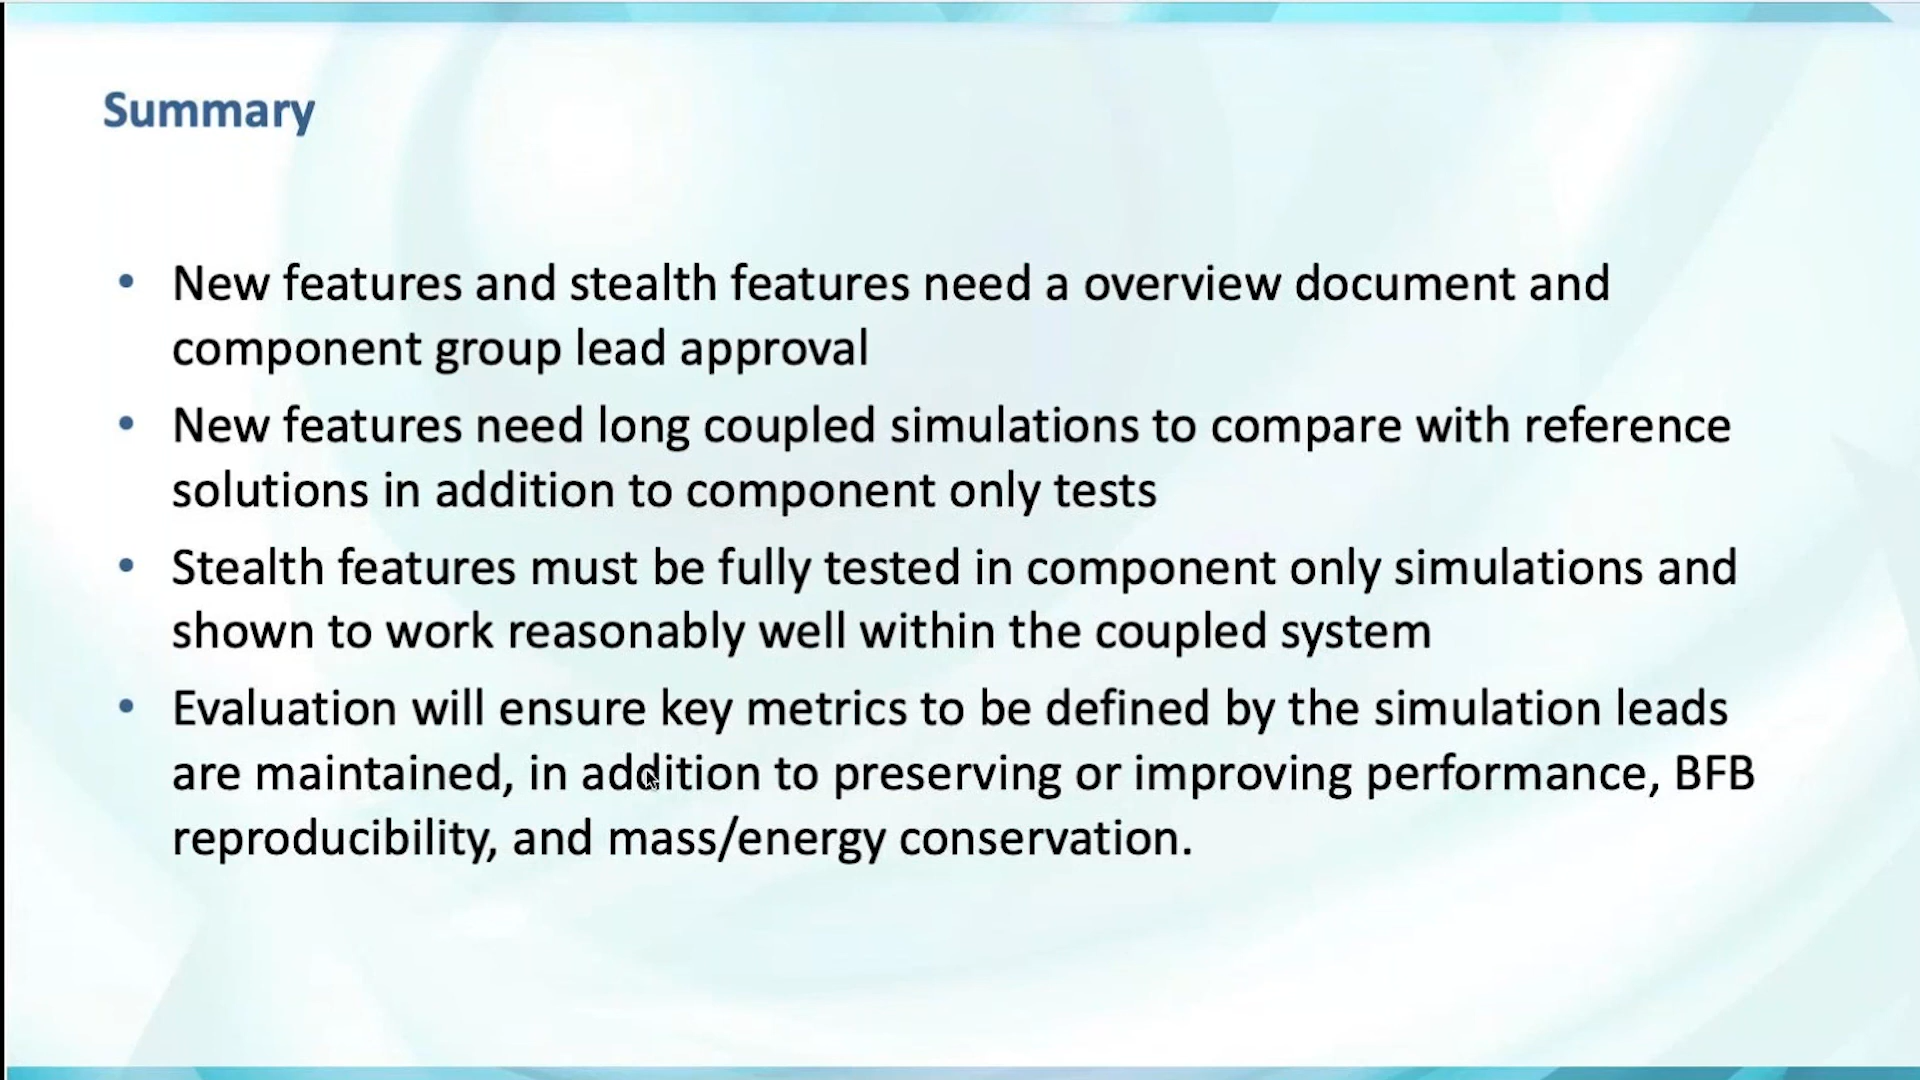 Summary
• New features and stealth features need a overview document and
component group lead approval
• New features need long coupled simulations to compare with reference
solutions in addition to component only tests
• Stealth features must be fully tested in component only simulations and
shown to work reasonably well within the coupled system
• Evaluation will ensure key metrics to be defined by the simulation leads
are maintained, in addition to preserving or improving performance, BFB
reproducibility, and mass/energy conservation.